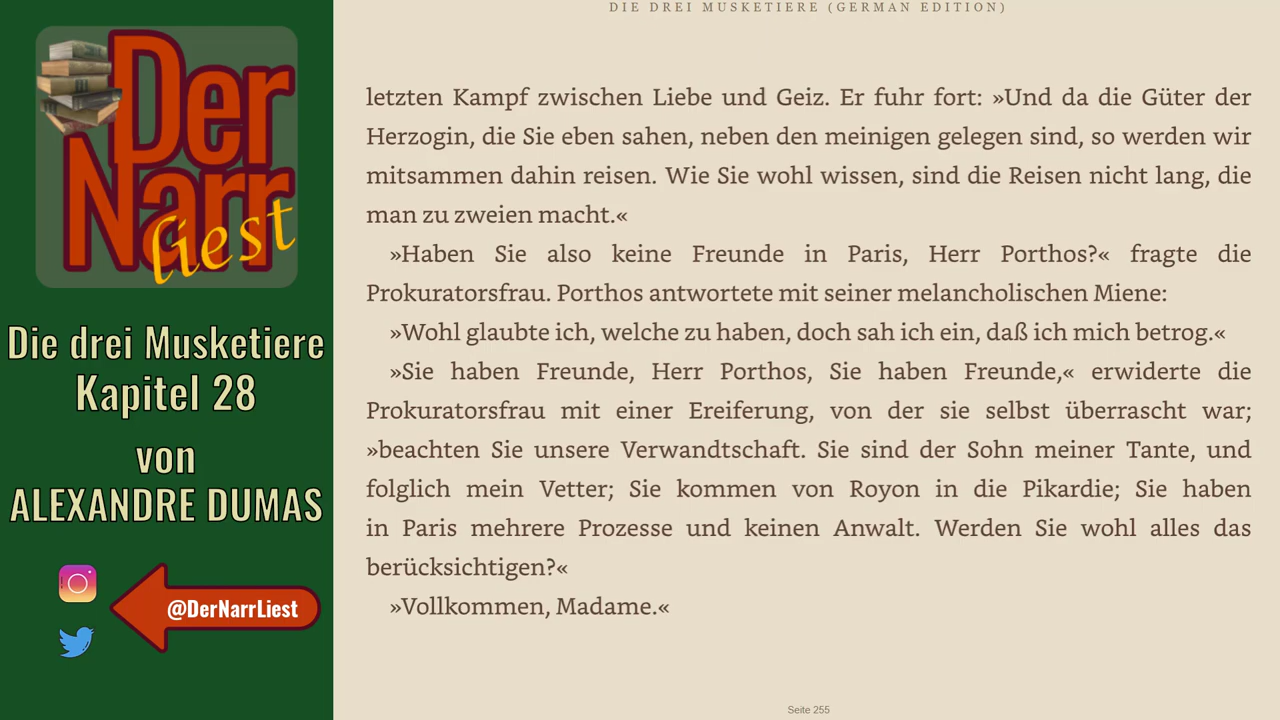 Der
Narr
liest
Die drei Musketiere
Kapitel 28
von
ALEXANDRE DUMAS
@DerNarrLiest
DIE DREI MUSKETIERE (GERMAN EDITION)
letzten Kampf zwischen Liebe und Geiz. Er fuhr fort: »Und da die Güter der
Herzogin, die Sie eben sahen, neben den meinigen gelegen sind, so werden wir
mitsammen dahin reisen. Wie Sie wohl wissen, sind die Reisen nicht lang, die
man zu zweien macht.«
»Haben Sie also keine Freunde in Paris, Herr Porthos?« fragte die
Prokuratorsfrau. Porthos antwortete mit seiner melancholischen Miene:
»Wohl glaubte ich, welche zu haben, doch sah ich ein, daß ich mich betrog.«
»Sie haben Freunde, Herr Porthos, Sie haben Freunde,« erwiderte die
Prokuratorsfrau mit einer Ereiferung, von der sie selbst überrascht war;
»beachten Sie unsere Verwandtschaft. Sie sind der Sohn meiner Tante, und
folglich mein Vetter; Sie kommen von Royon in die Pikardie; Sie haben
in Paris mehrere Prozesse und keinen Anwalt. Werden Sie wohl alles das
berücksichtigen?«
»Vollkommen, Madame.«
Seite 255